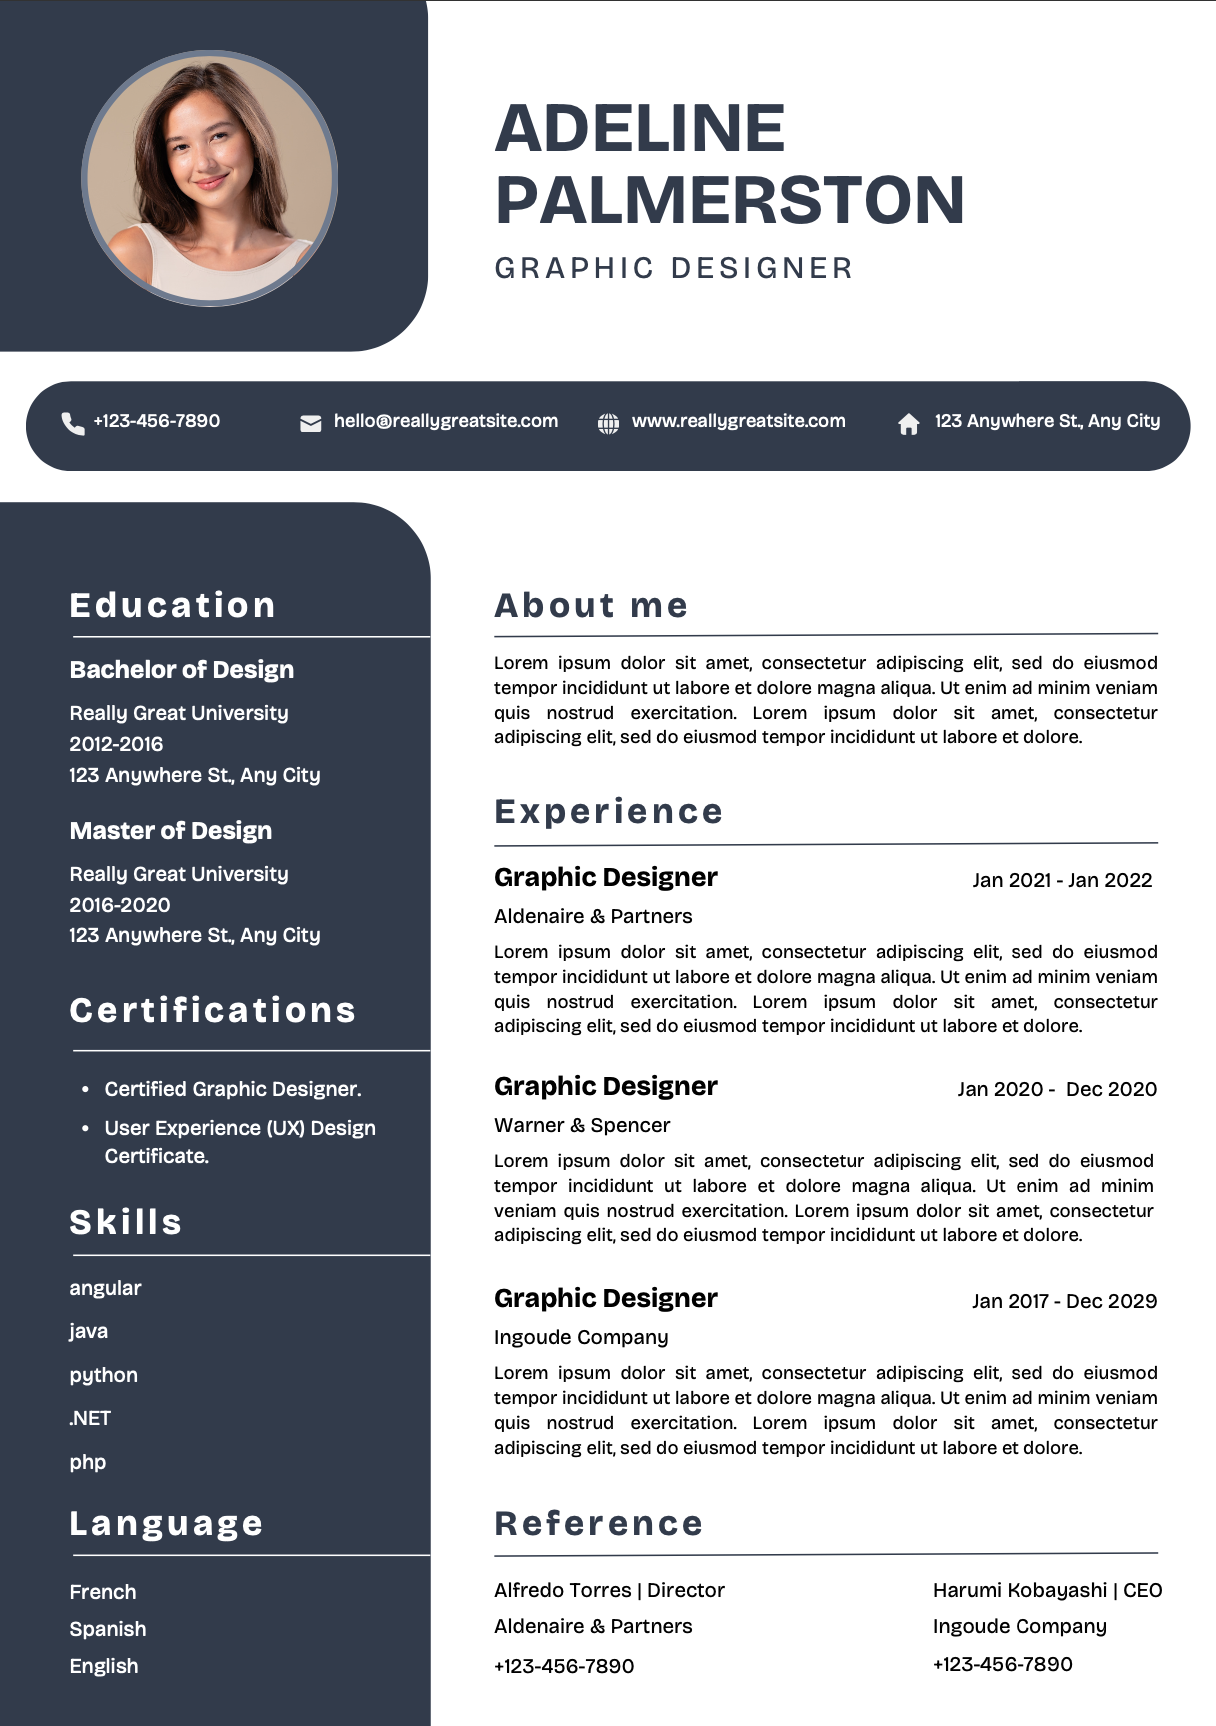 ADELINE
PALMERSTON
GRAPHIC DESIGNER
+123-456-7890
hello@reallygreatsite.com
www.reallygreatsite.com
123 Anywhere St., Any City
Education
Bachelor of Design
Really Great University
2012-2016
123 Anywhere St., Any City
Master of Design
Really Great University
2016-2020
123 Anywhere St., Any City
Certifications
• Certified Graphic Designer.
• User Experience (UX) Design
Certificate.
Skills
angular
java
python
.NET
php
Language
French
Spanish
English
About me
Lorem ipsum dolor sit amet, consectetur adipiscing elit, sed do eiusmod
tempor incididunt ut labore et dolore magna aliqua. Ut enim ad minim veniam
quis nostrud exercitation. Lorem ipsum dolor sit amet, consectetur
adipiscing elit, sed do eiusmod tempor incididunt ut labore et dolore.
Experience
Graphic Designer
Jan 2021 - Jan 2022
Aldenaire & Partners
Lorem ipsum dolor sit amet, consectetur adipiscing elit, sed do eiusmod
tempor incididunt ut labore et dolore magna aliqua. Ut enim ad minim veniam
quis nostrud exercitation. Lorem ipsum dolor sit amet, consectetur
adipiscing elit, sed do eiusmod tempor incididunt ut labore et dolore.
Graphic Designer
Jan 2020 - Dec 2020
Warner & Spencer
Lorem ipsum dolor sit amet, consectetur adipiscing elit, sed do eiusmod
tempor incididunt ut labore et dolore magna aliqua. Ut enim ad minim
veniam quis nostrud exercitation. Lorem ipsum dolor sit amet, consectetur
adipiscing elit, sed do eiusmod tempor incididunt ut labore et dolore.
Graphic Designer
Jan 2017 - Dec 2029
Ingoude Company
Lorem ipsum dolor sit amet, consectetur adipiscing elit, sed do eiusmod
tempor incididunt ut labore et dolore magna aliqua. Ut enim ad minim veniam
quis nostrud exercitation. Lorem ipsum dolor sit amet, consectetur
adipiscing elit, sed do eiusmod tempor incididunt ut labore et dolore.
Reference
Alfredo Torres | Director
Aldenaire & Partners
+123-456-7890
Harumi Kobayashi | CEO
Ingoude Company
+123-456-7890